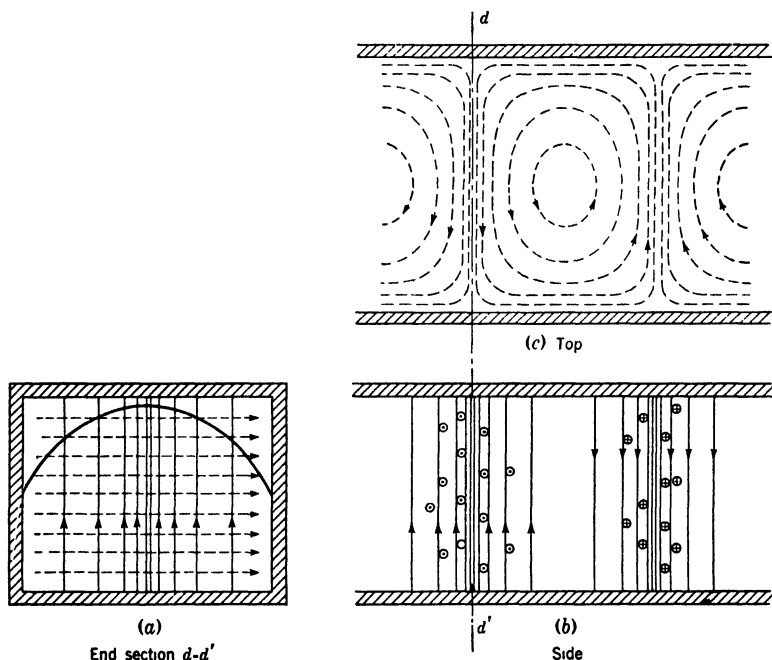 d
(c) Top
(a)
End section d-d'
d'
(b)
Side